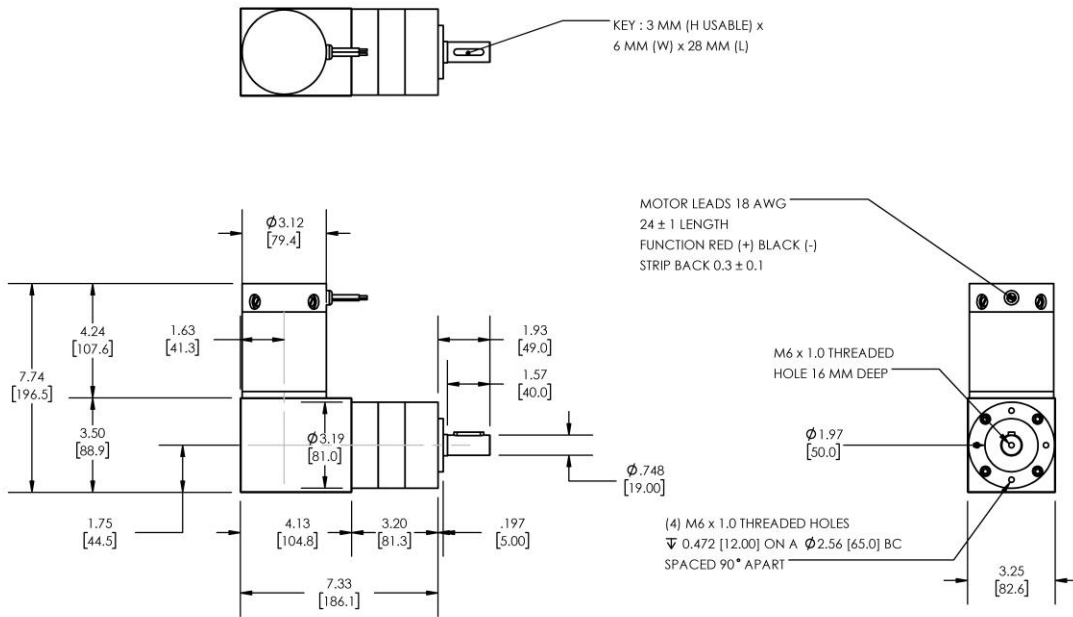 KEY : 3 MM (H USABLE) x
6 MM (W) x 28 MM (L)
MOTOR LEADS 18 AWG
24 ± 1 LENGTH
FUNCTION RED (+) BLACK (-)
STRIP BACK 0.3 ± 0.1
Ø3.12
[79.4]
4.24
[107.6]
1.63
[41.3]
1.93
[49.0]
7.74
[196.5]
1.57
[40.0]
M6 x 1.0 THREADED
HOLE 16 MM DEEP
3.50
[88.9]
Ø3.19
[81.0]
Ø1.97
[50.0]
Ø.748
[19.00]
1.75
[44.5]
4.13
[104.8]
3.20
[81.3]
.197
[5.00]
(4) M6 x 1.0 THREADED HOLES
↧ 0.472 [12.00] ON A Ø2.56 [65.0] BC
SPACED 90° APART
7.33
[186.1]
3.25
[82.6]